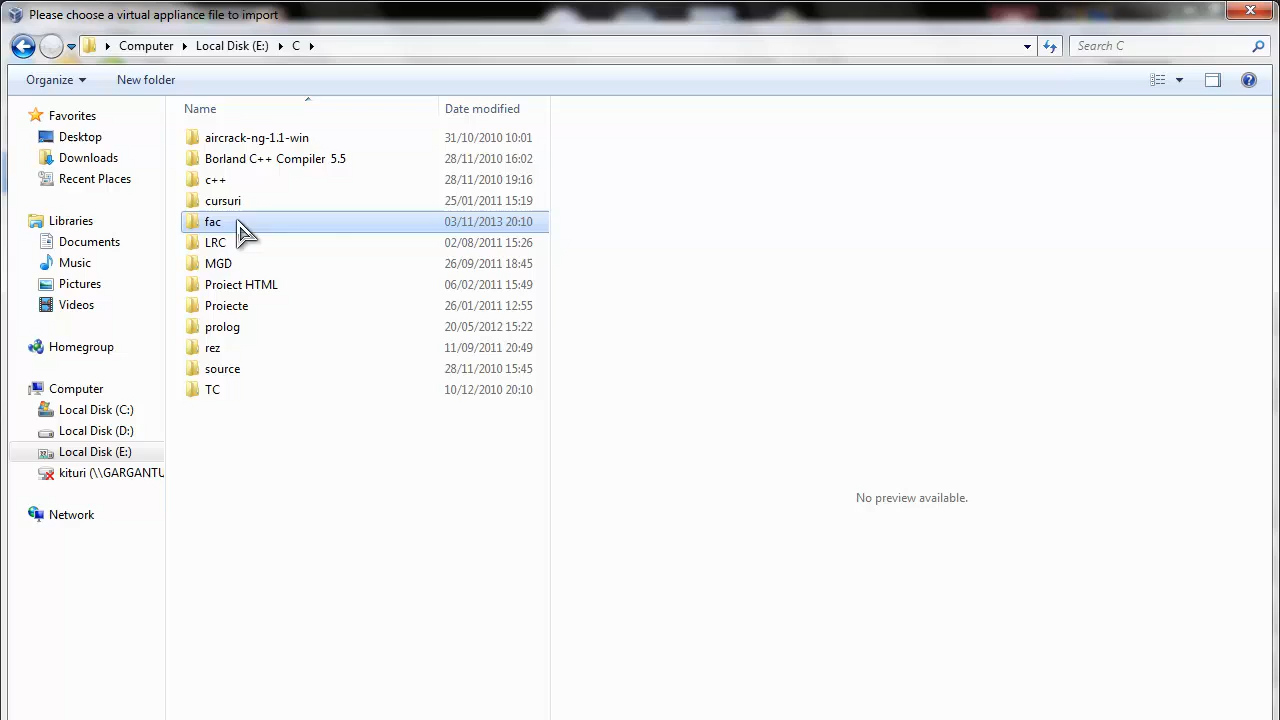 Please choose a virtual appliance file to import
Computer Local Disk (E:) C
Search C
Organize New folder
Favorites
Desktop
Downloads
Recent Places
Libraries
Documents
Music
Pictures
Videos
Homegroup
Computer
Local Disk (C:)
Local Disk (D:)
Local Disk (E:)
kituri (\\GARGANTU
Network
Name Date modified
aircrack-ng-1.1-win 31/10/2010 10:01
Borland C++ Compiler 5.5 28/11/2010 16:02
c++ 28/11/2010 19:16
cursuri 25/01/2011 15:19
fac 03/11/2013 20:10
LRC 02/08/2011 15:26
MGD 26/09/2011 18:45
Proiect HTML 06/02/2011 15:49
Proiecte 26/01/2011 12:55
prolog 20/05/2012 15:22
rez 11/09/2011 20:49
source 28/11/2010 15:45
TC 10/12/2010 20:10
No preview available.